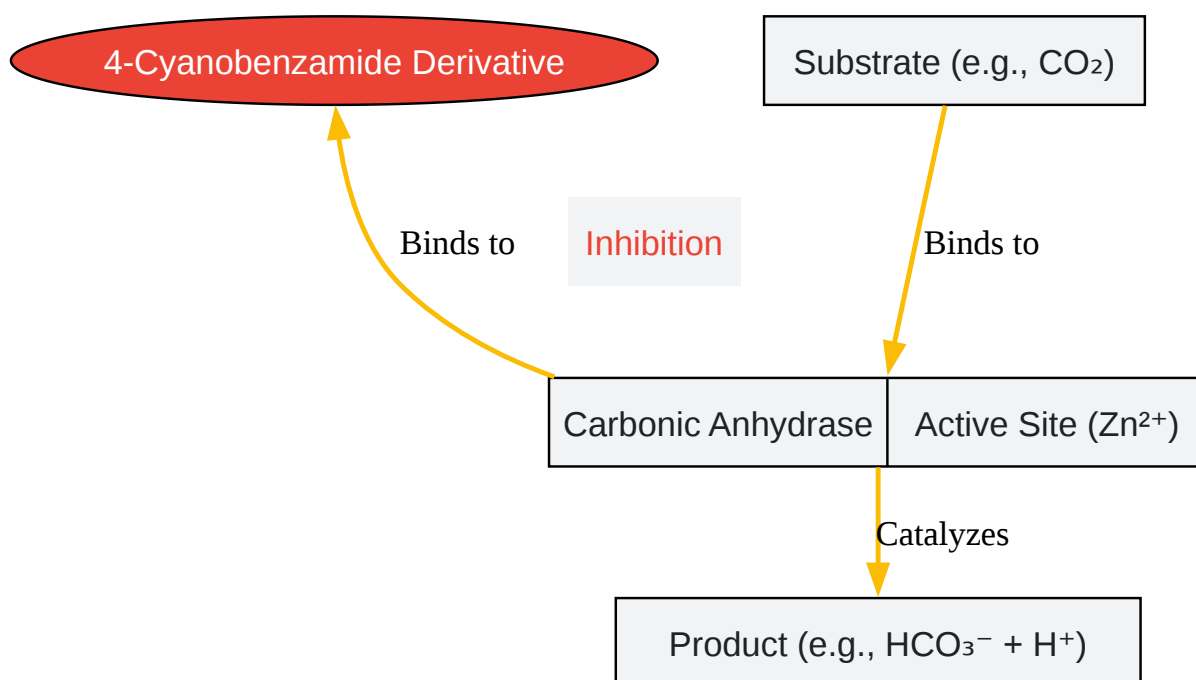 4-Cyanobenzamide Derivative
Substrate (e.g., CO₂)
Binds to
Inhibition
Binds to
Carbonic Anhydrase
Active Site (Zn²⁺)
Catalyzes
Product (e.g., HCO₃⁻ + H⁺)